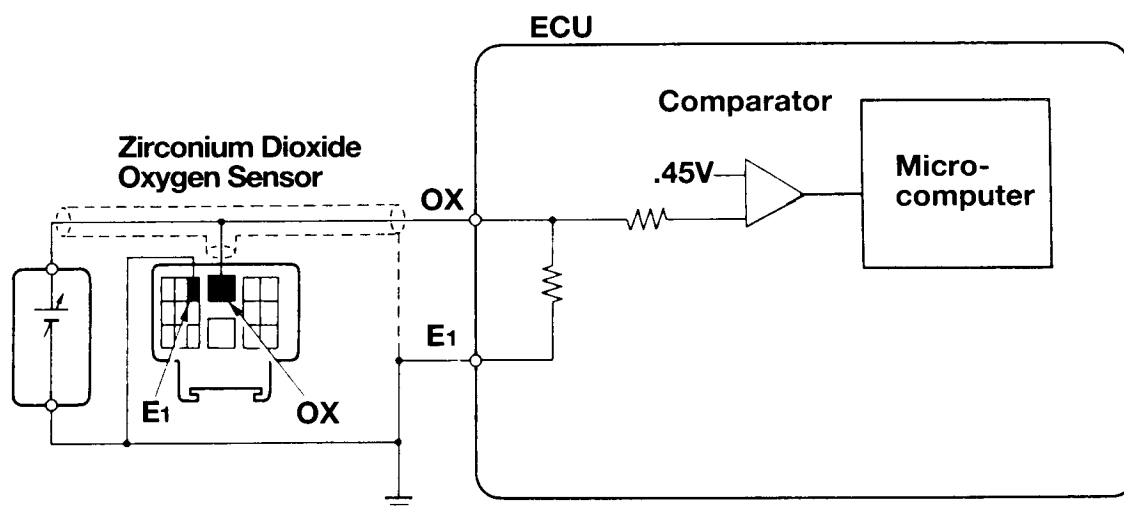 ECU
Comparator
Zirconium Dioxide
Oxygen Sensor
.45V
Micro-
computer
OX
E1
E1
OX